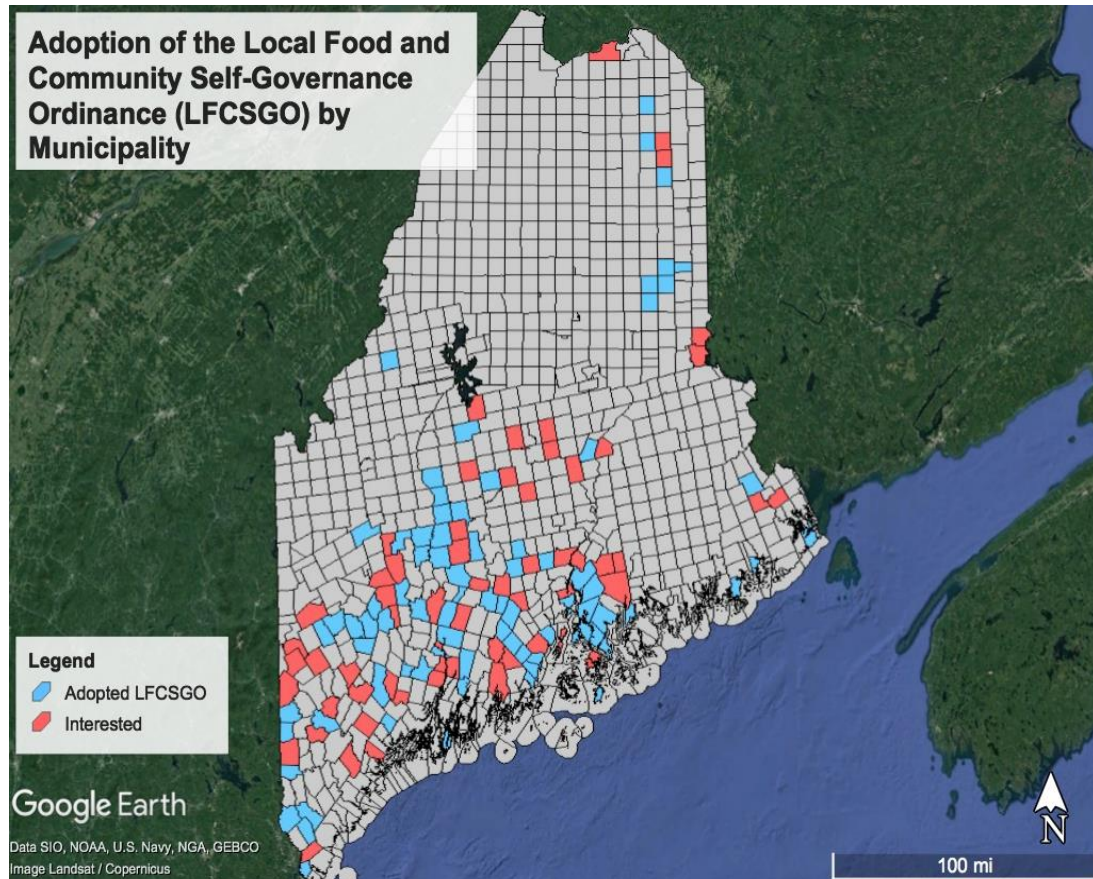 Adoption of the Local Food and
Community Self-Governance
Ordinance (LFCSGO) by
Municipality
Legend
Adopted LFCSGO
Interested
Google Earth
Data SIO, NOAA, U.S. Navy, NGA, GEBCO
Image Landsat / Copernicus
N
100 mi